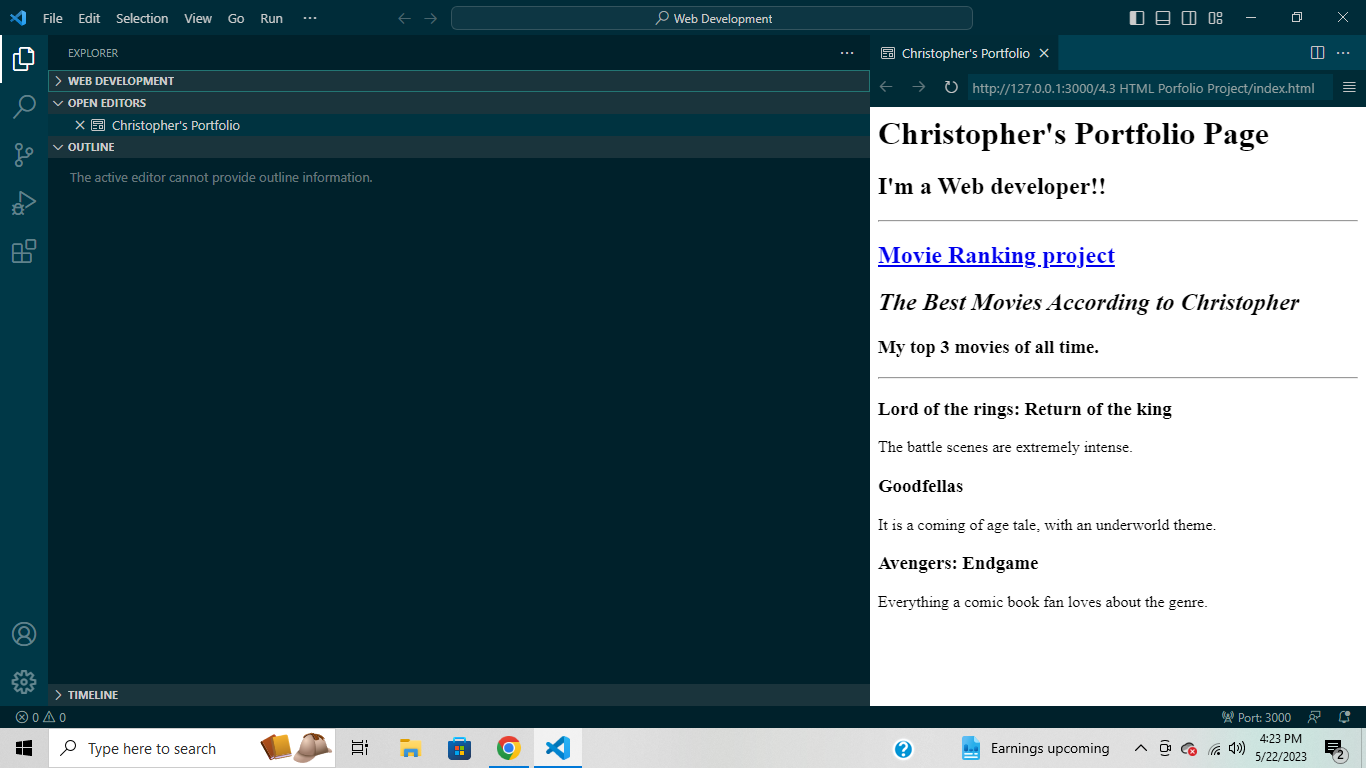 File Edit Selection View Go Run ...
Web Development
EXPLORER
WEB DEVELOPMENT
OPEN EDITORS
Christopher's Portfolio
OUTLINE
The active editor cannot provide outline information.
TIMELINE
Christopher's Portfolio
http://127.0.0.1:3000/4.3 HTML Porfolio Project/index.html
Christopher's Portfolio Page
I'm a Web developer!!
Movie Ranking project
The Best Movies According to Christopher
My top 3 movies of all time.
Lord of the rings: Return of the king
The battle scenes are extremely intense.
Goodfellas
It is a coming of age tale, with an underworld theme.
Avengers: Endgame
Everything a comic book fan loves about the genre.
0 0
Port: 3000
Type here to search
Earnings upcoming
4:23 PM
5/22/2023
2